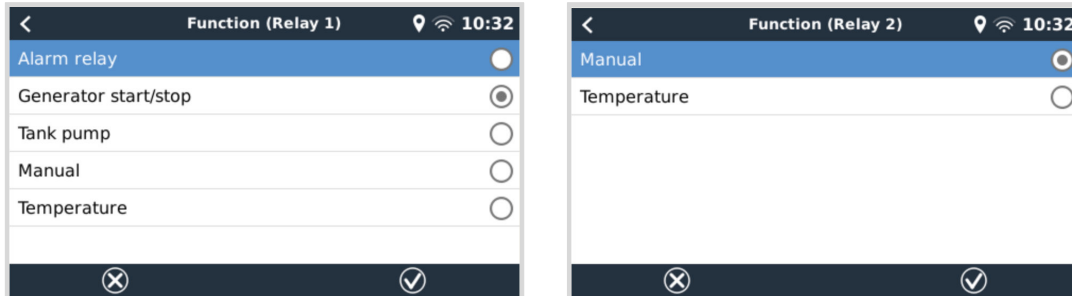 Function (Relay 1) 10:32
Alarm relay
Generator start/stop
Tank pump
Manual
Temperature
Function (Relay 2) 10:32
Manual
Temperature